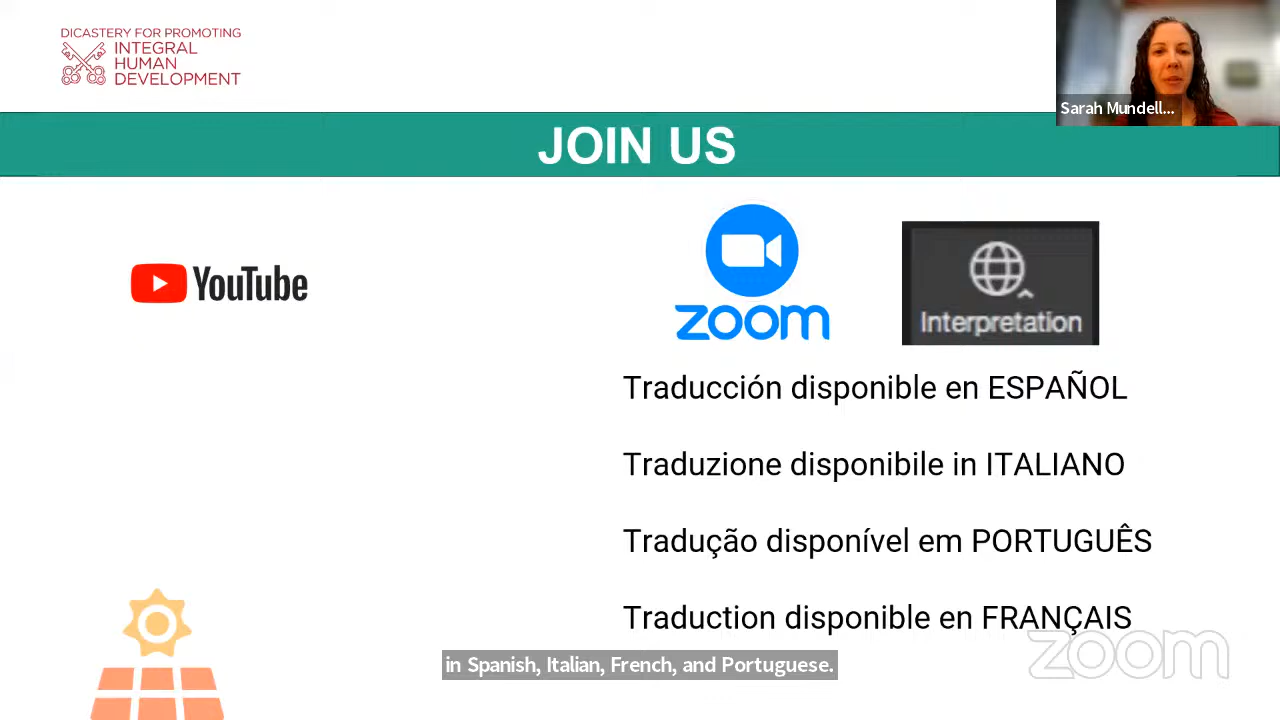 DICASTERY FOR PROMOTING
INTEGRAL
HUMAN
DEVELOPMENT
Sarah Mundell...
JOIN US
YouTube
zoom
Interpretation
Traducción disponible en ESPAÑOL
Traduzione disponibile in ITALIANO
Tradução disponível em PORTUGUÊS
Traduction disponible en FRANÇAIS
in Spanish, Italian, French, and Portuguese.
zoom